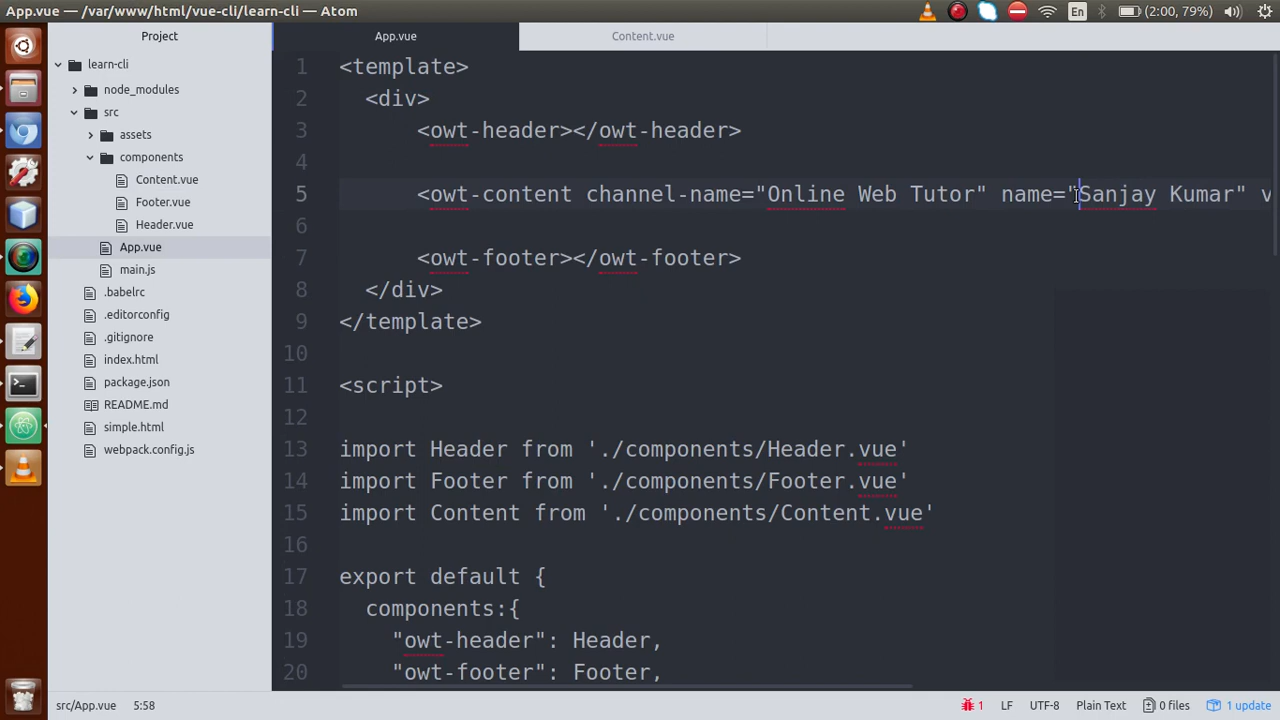 App.vue — /var/www/html/vue-cli/learn-cli — Atom
En
(2:00, 79%)
Project
App.vue
Content.vue
learn-cli
node_modules
src
assets
components
Content.vue
Footer.vue
Header.vue
App.vue
main.js
.babelrc
.editorconfig
.gitignore
index.html
package.json
README.md
simple.html
webpack.config.js
1 <template>
2 <div>
3 <owt-header></owt-header>
4
5 <owt-content channel-name="Online Web Tutor" name="Sanjay Kumar" v
6
7 <owt-footer></owt-footer>
8 </div>
9 </template>
10
11 <script>
12
13 import Header from './components/Header.vue'
14 import Footer from './components/Footer.vue'
15 import Content from './components/Content.vue'
16
17 export default {
18 components:{
19 "owt-header": Header,
20 "owt-footer": Footer,
src/App.vue 5:58
1 LF UTF-8 Plain Text 0 files 1 update